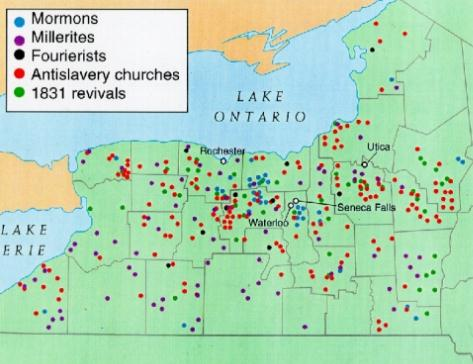 Mormons
Millerites
Fourierists
Antislavery churches
1831 revivals
LAKE
ONTARIO
Rochester
Utica
Seneca Falls
Waterloo
LAKE
ERIE